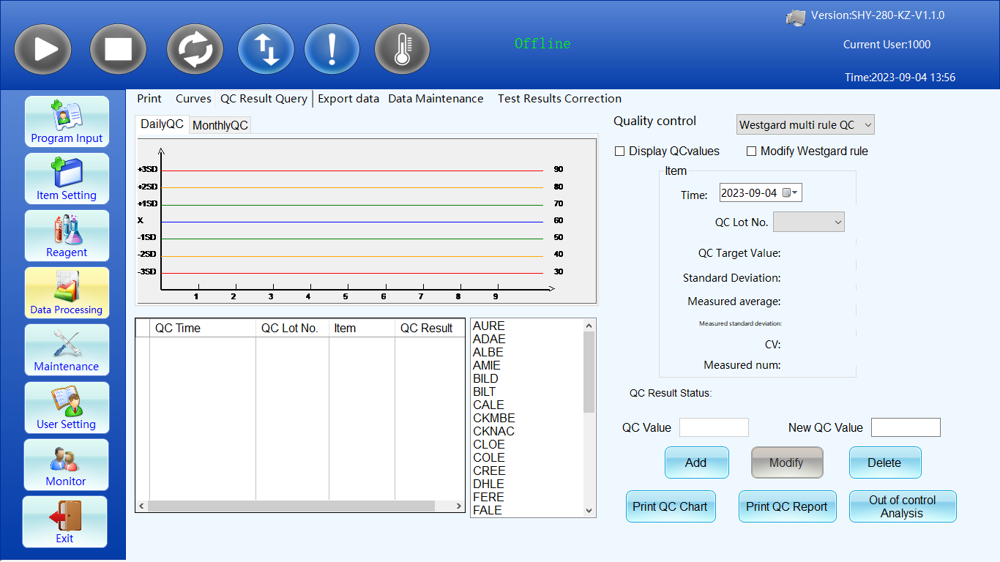 Version:SHY-280-KZ-V1.1.0
Offline
Current User:1000
Time:2023-09-04 13:56
Program Input
Item Setting
Reagent
Data Processing
Maintenance
User Setting
Monitor
Exit
Print Curves QC Result Query Export data Data Maintenance Test Results Correction
DailyQC MonthlyQC
+3SD 90
+2SD 80
+1SD 70
X 60
-1SD 50
-2SD 40
-3SD 30
1 2 3 4 5 6 7 8 9
QC Time QC Lot No. Item QC Result
AURE
ADAE
ALBE
AMIE
BILD
BILT
CALE
CKMBE
CKNAC
CLOE
COLE
CREE
DHLE
FERE
FALE
Quality control Westgard multi rule QC
Display QCvalues Modify Westgard rule
Item
Time: 2023-09-04
QC Lot No.
QC Target Value:
Standard Deviation:
Measured average:
Measured standard deviation:
CV:
Measured num:
QC Result Status:
QC Value New QC Value
Add Modify Delete
Print QC Chart Print QC Report Out of control
Analysis